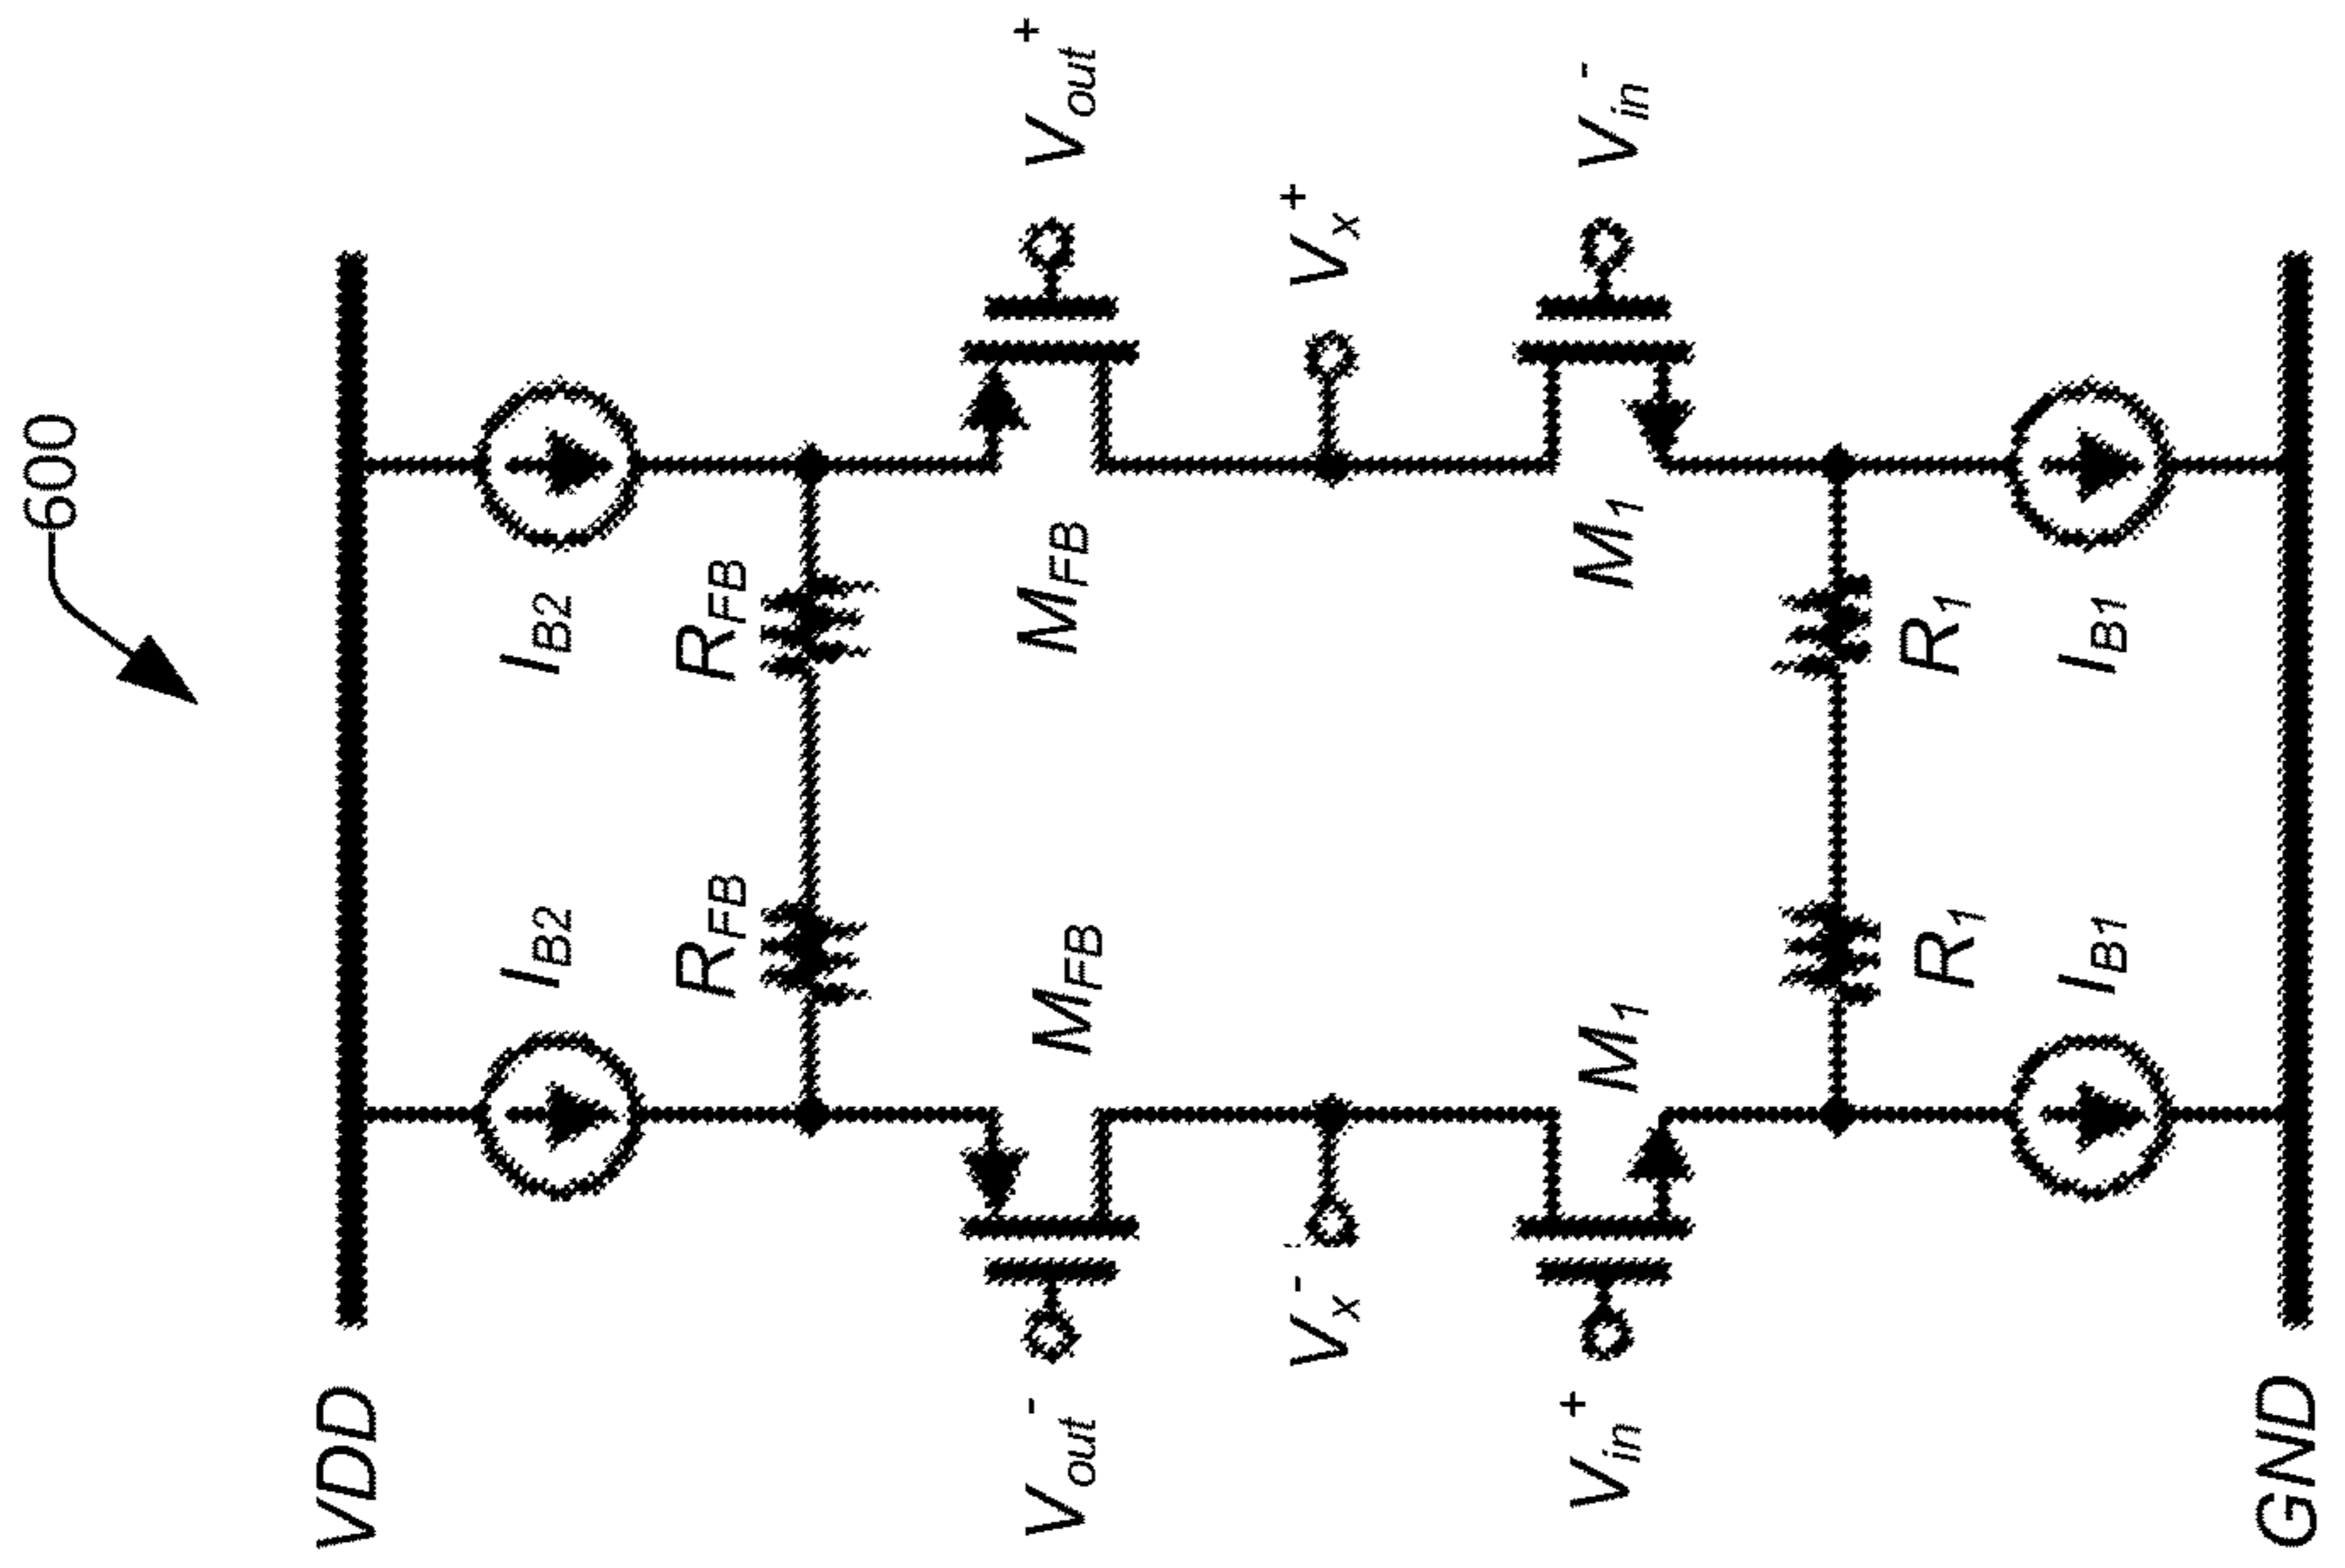 600
VDD
I_B2 I_B2
R_FB R_FB
V_out^- M_FB M_FB V_out^+
V_x^- V_x^+
V_in^+ M_1 M_1 V_in^-
R_1 R_1
I_B1 I_B1
GND